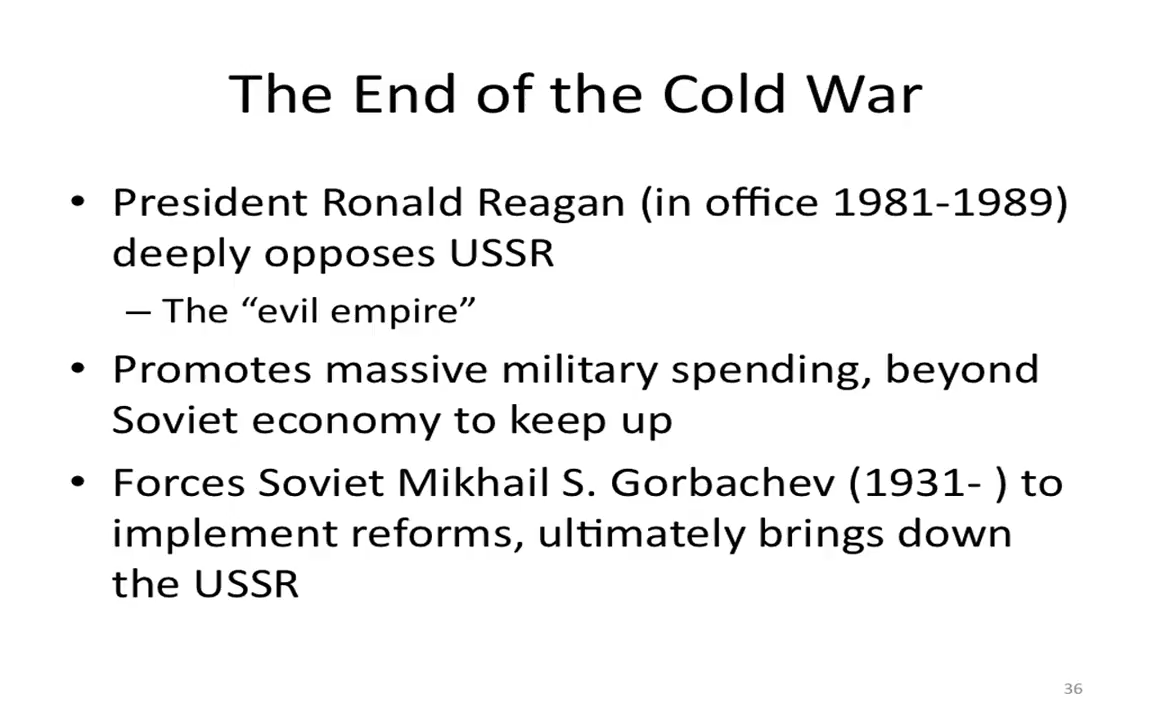 The End of the Cold War
• President Ronald Reagan (in office 1981-1989)
deeply opposes USSR
– The “evil empire”
• Promotes massive military spending, beyond
Soviet economy to keep up
• Forces Soviet Mikhail S. Gorbachev (1931- ) to
implement reforms, ultimately brings down
the USSR
36